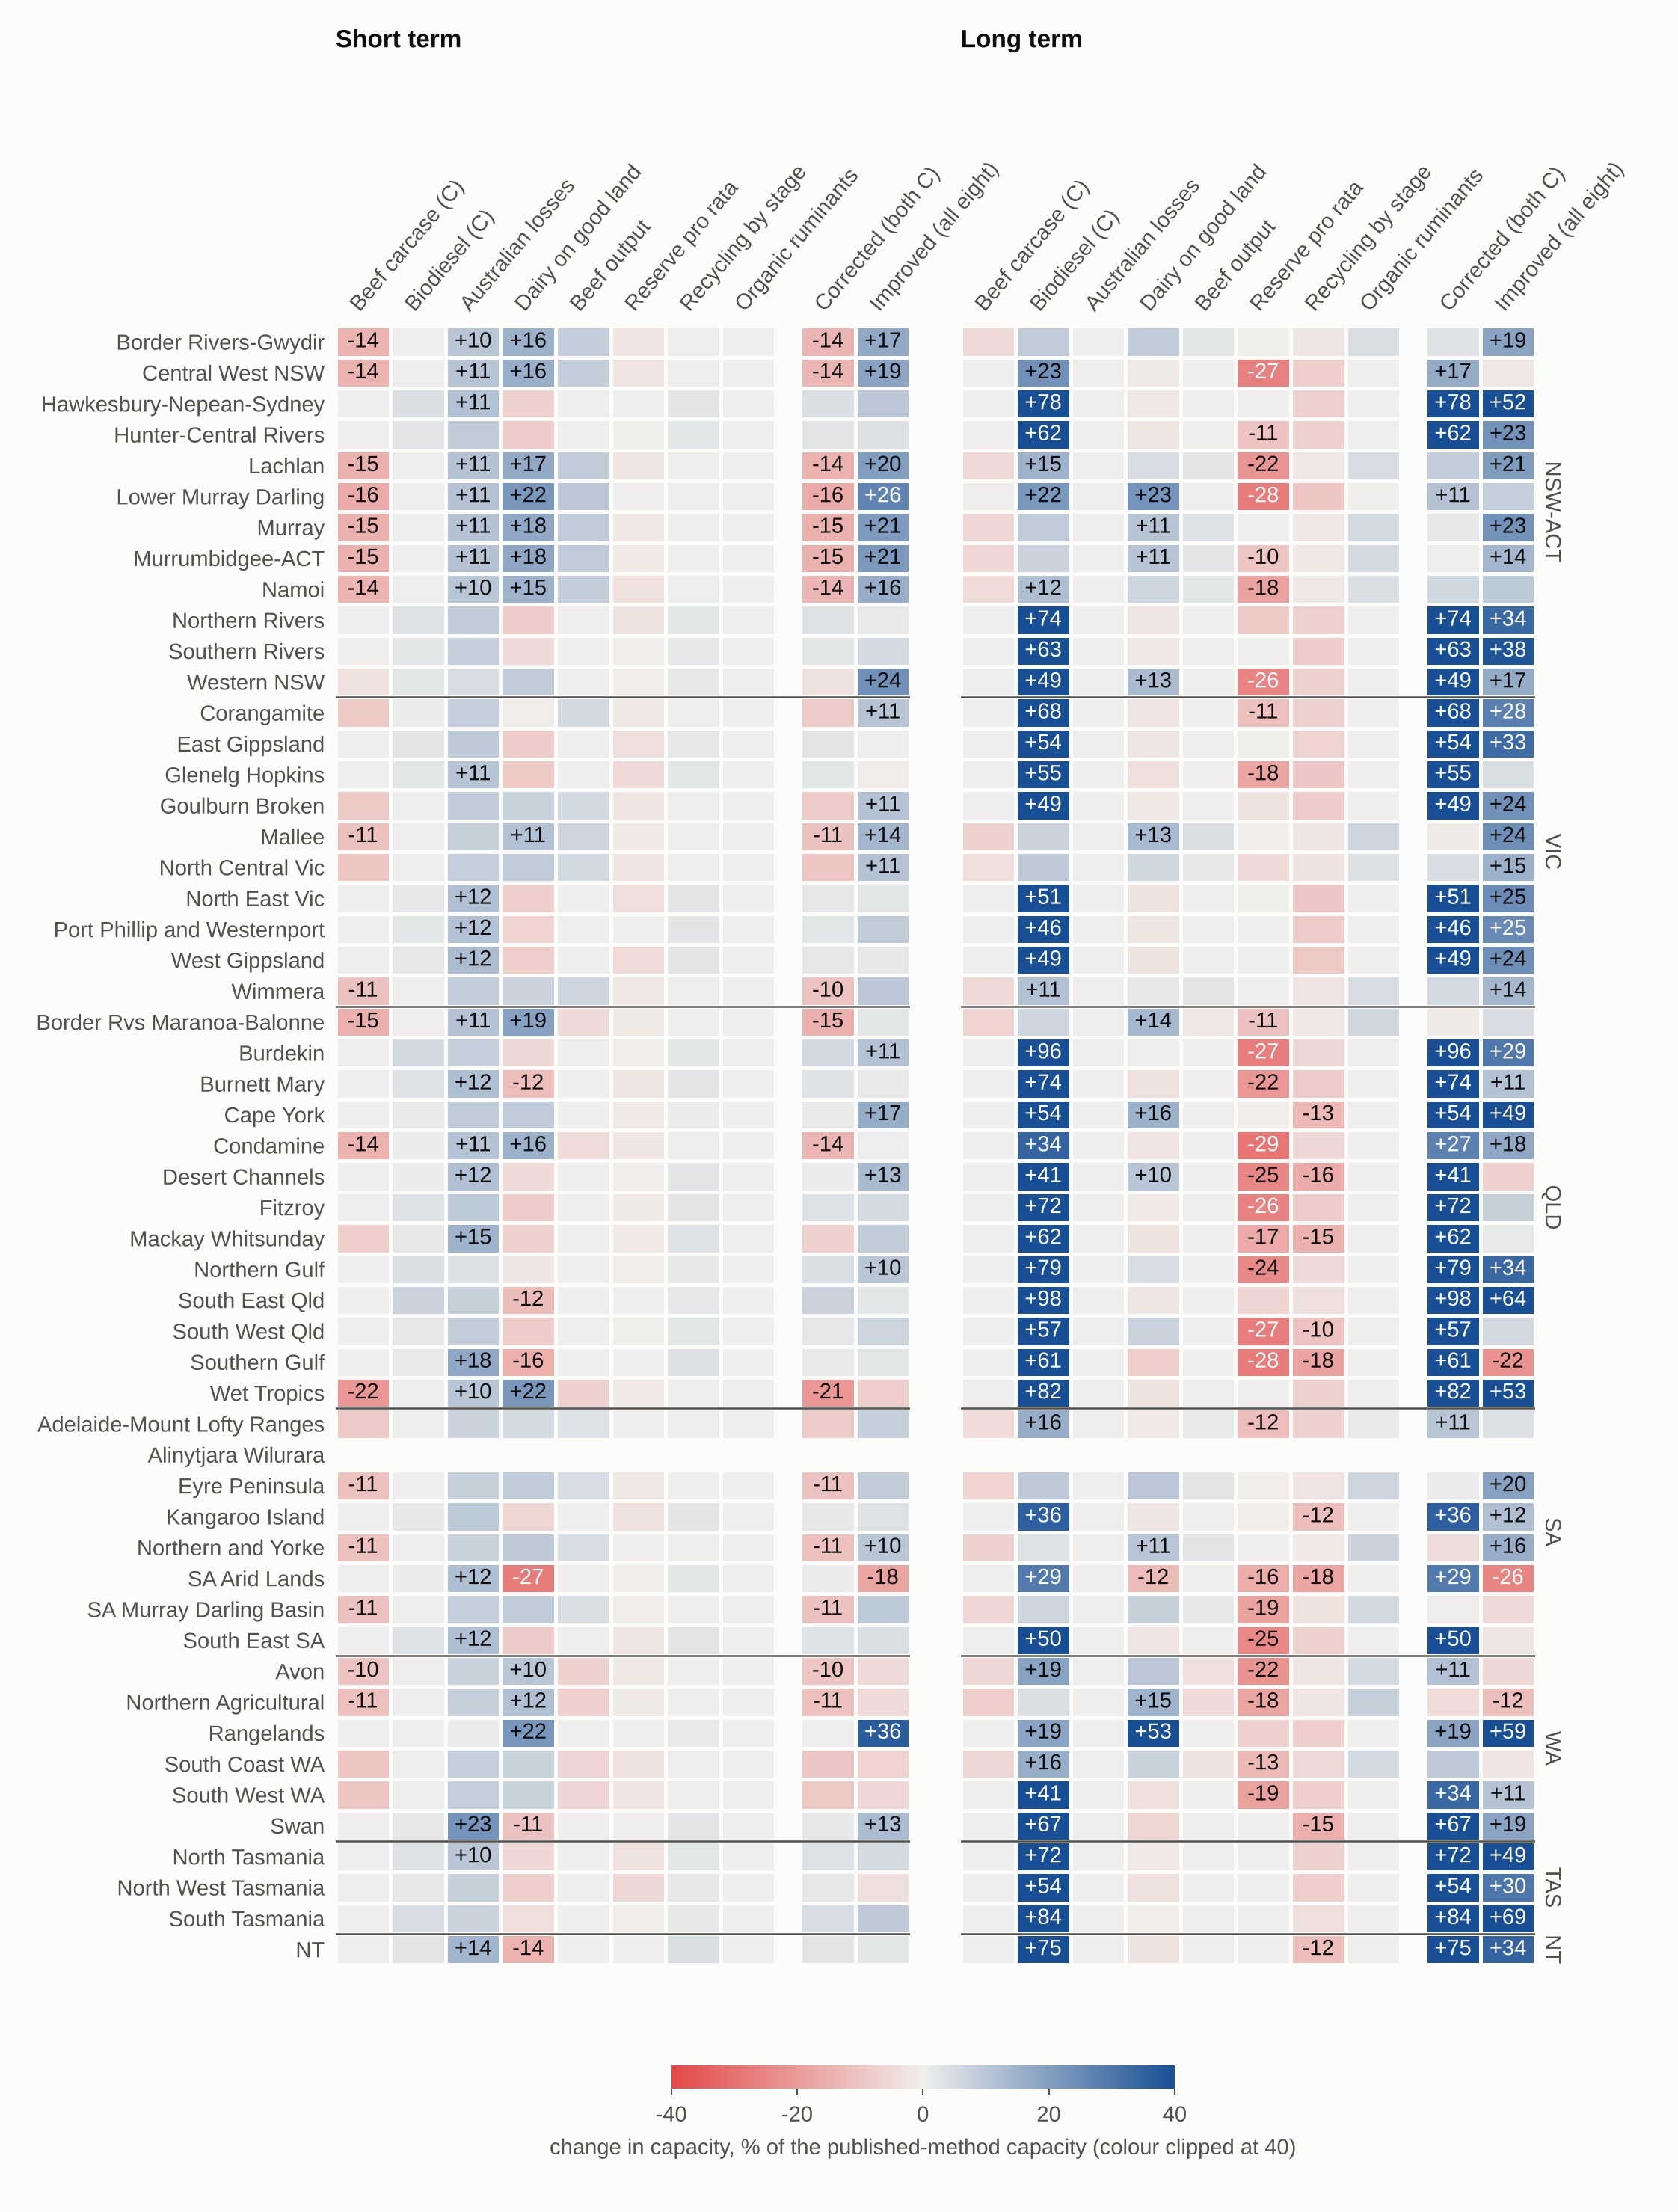 Short term
Long term
Beef carcase (C)
Biodiesel (C)
Australian losses
Dairy on good land
Beef output
Reserve pro rata
Recycling by stage
Organic ruminants
Corrected (both C)
Improved (all eight)
Beef carcase (C)
Biodiesel (C)
Australian losses
Dairy on good land
Beef output
Reserve pro rata
Recycling by stage
Organic ruminants
Corrected (both C)
Improved (all eight)
Border Rivers-Gwydir -14 +10 +16 -14 +17 +19
Central West NSW -14 +11 +16 -14 +19 +23 -27 +17
Hawkesbury-Nepean-Sydney +11 +78 +78 +52
Hunter-Central Rivers +62 -11 +62 +23
Lachlan -15 +11 +17 -14 +20 +15 -22 +21
Lower Murray Darling -16 +11 +22 -16 +26 +22 +23 -28 +11
Murray -15 +11 +18 -15 +21 +11 +23
Murrumbidgee-ACT -15 +11 +18 -15 +21 +11 -10 +14
Namoi -14 +10 +15 -14 +16 +12 -18
Northern Rivers +74 +74 +34
Southern Rivers +63 +63 +38
Western NSW +24 +49 +13 -26 +49 +17
NSW-ACT
Corangamite +11 +68 -11 +68 +28
East Gippsland +54 +54 +33
Glenelg Hopkins +11 +55 -18 +55
Goulburn Broken +11 +49 +49 +24
Mallee -11 +11 -11 +14 +13 +24
North Central Vic +11 +15
North East Vic +12 +51 +51 +25
Port Phillip and Westernport +12 +46 +46 +25
West Gippsland +12 +49 +49 +24
Wimmera -11 -10 +11 +14
VIC
Border Rvs Maranoa-Balonne -15 +11 +19 -15 +14 -11
Burdekin +11 +96 -27 +96 +29
Burnett Mary +12 -12 +74 -22 +74 +11
Cape York +17 +54 +16 -13 +54 +49
Condamine -14 +11 +16 -14 +34 -29 +27 +18
Desert Channels +12 +13 +41 +10 -25 -16 +41
Fitzroy +72 -26 +72
Mackay Whitsunday +15 +62 -17 -15 +62
Northern Gulf +10 +79 -24 +79 +34
South East Qld -12 +98 +98 +64
South West Qld +57 -27 -10 +57
Southern Gulf +18 -16 +61 -28 -18 +61 -22
Wet Tropics -22 +10 +22 -21 +82 +82 +53
QLD
Adelaide-Mount Lofty Ranges +16 -12 +11
Alinytjara Wilurara
Eyre Peninsula -11 -11 +20
Kangaroo Island +36 -12 +36 +12
Northern and Yorke -11 -11 +10 +11 +16
SA Arid Lands +12 -27 -18 +29 -12 -16 -18 +29 -26
SA Murray Darling Basin -11 -11 -19
South East SA +12 +50 -25 +50
SA
Avon -10 +10 -10 +19 -22 +11
Northern Agricultural -11 +12 -11 +15 -18 -12
Rangelands +22 +36 +19 +53 +19 +59
South Coast WA +16 -13
South West WA +41 -19 +34 +11
Swan +23 -11 +13 +67 -15 +67 +19
WA
North Tasmania +10 +72 +72 +49
North West Tasmania +54 +54 +30
South Tasmania +84 +84 +69
TAS
NT +14 -14 +75 -12 +75 +34
NT
-40 -20 0 20 40
change in capacity, % of the published-method capacity (colour clipped at 40)